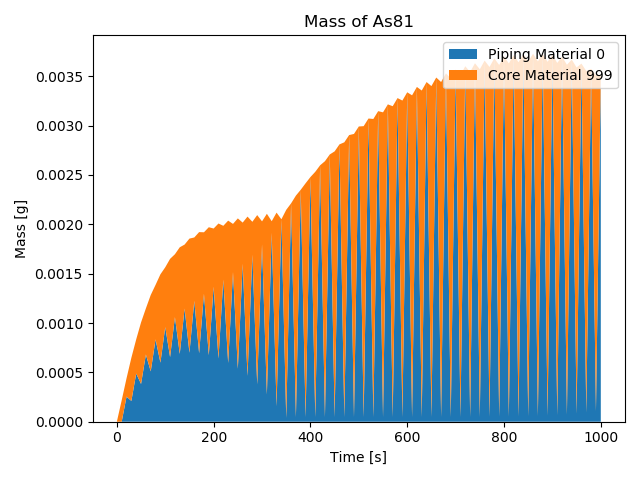 Mass of As81
Piping Material 0
Core Material 999
Mass [g]
0.0035
0.0030
0.0025
0.0020
0.0015
0.0010
0.0005
0.0000
0
200
400
600
800
1000
Time [s]